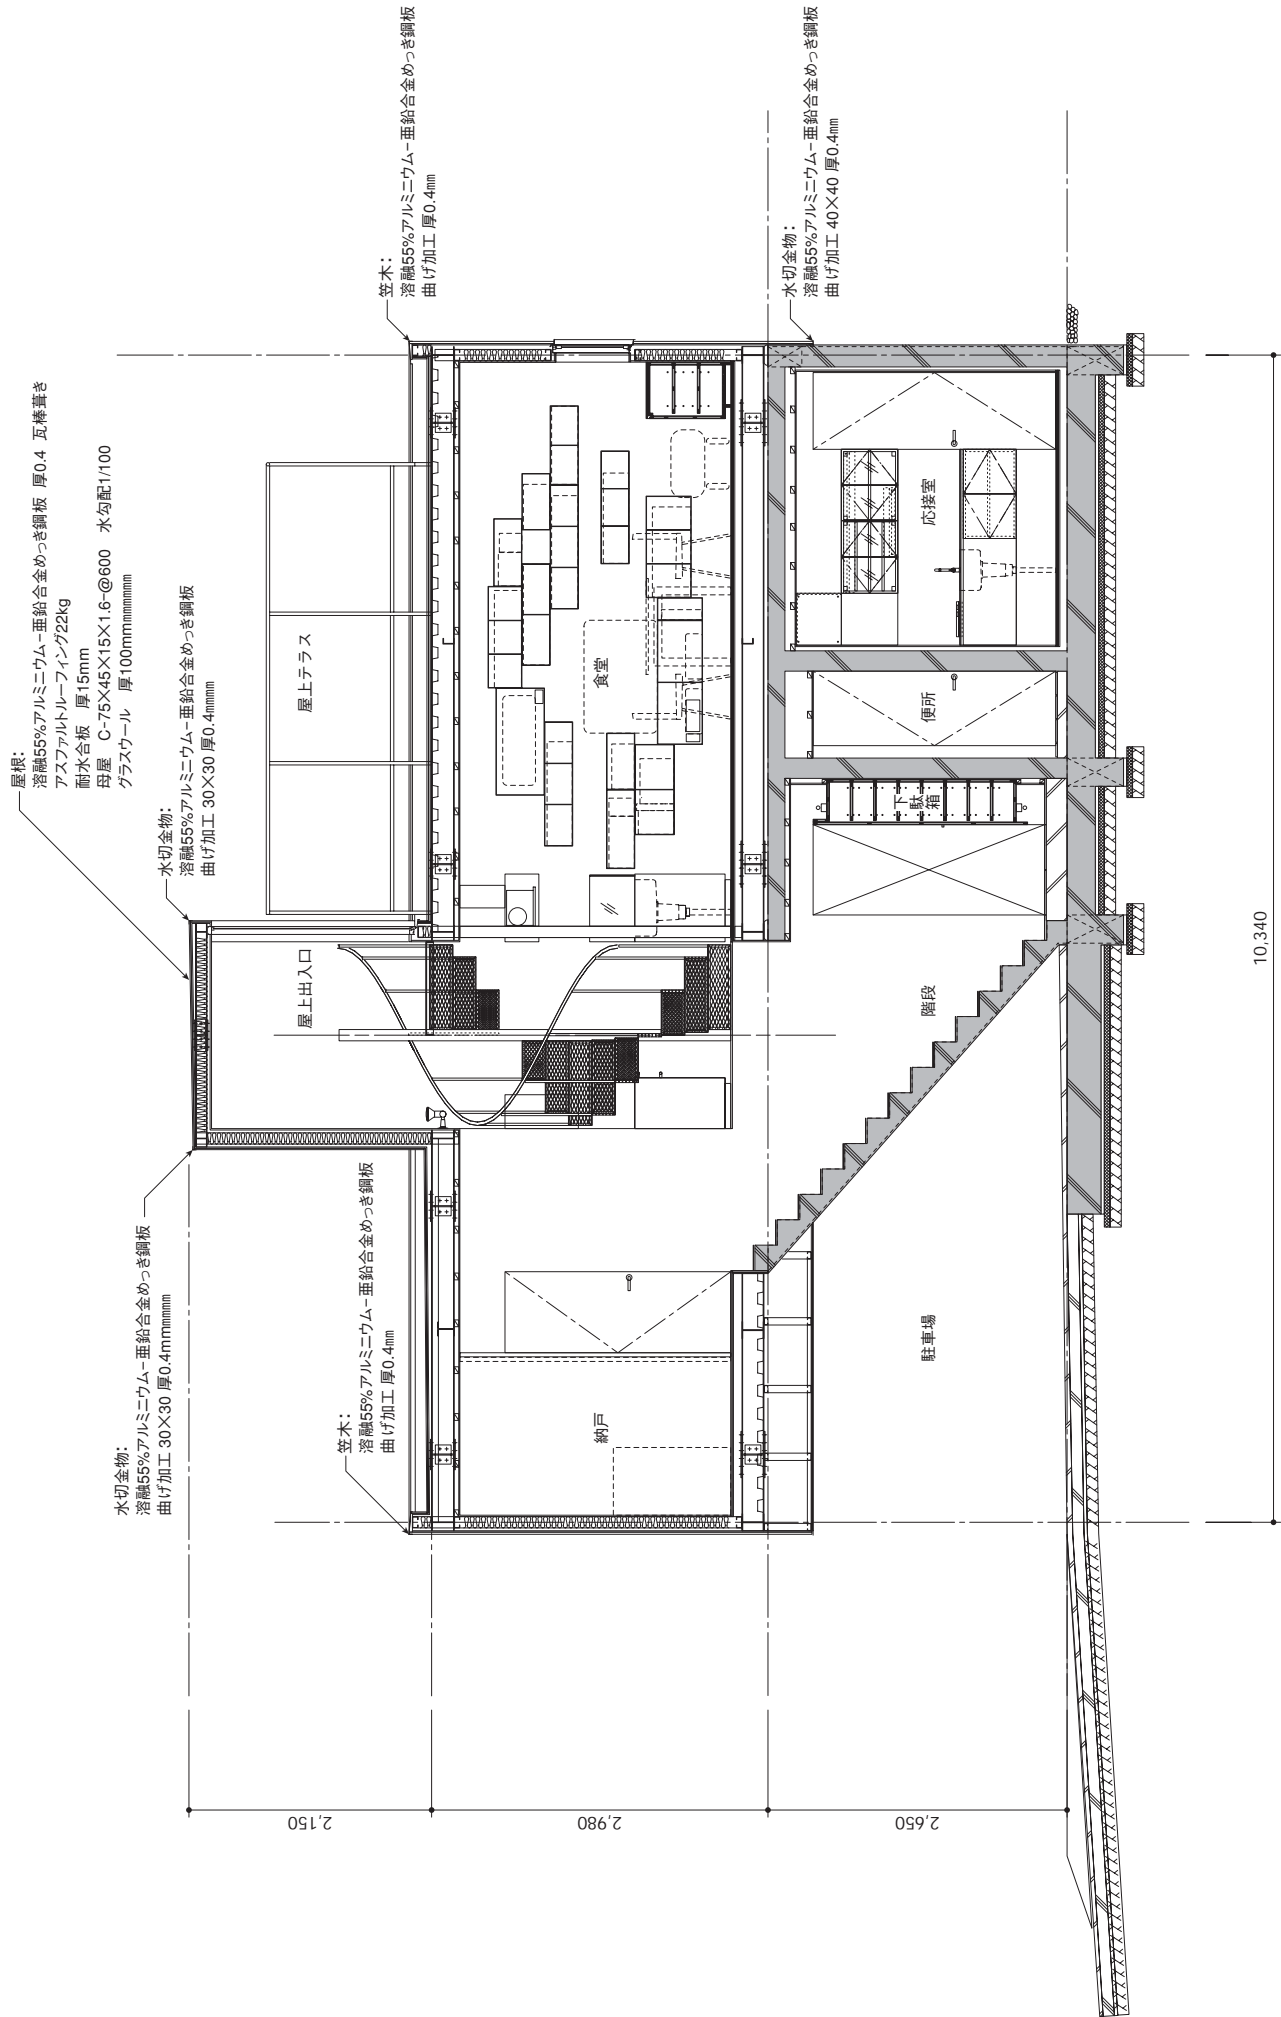 屋根:
溶融55%アルミニウム-亜鉛合金めっき鋼板 厚0.4 瓦棒葺き
アスファルトルーフィング22kg
耐水合板 厚15mm
母屋 C-75×45×15×1.6-@600 水勾配1/100
グラスウール 厚100mmmmmmm
水切金物:
溶融55%アルミニウム-亜鉛合金めっき鋼板
曲げ加工 30×30 厚0.4mmmmm
水切金物:
溶融55%アルミニウム-亜鉛合金めっき鋼板
曲げ加工 30×30 厚0.4mmmmmmm
笠木:
溶融55%アルミニウム-亜鉛合金めっき鋼板
曲げ加工 厚0.4mm
笠木:
溶融55%アルミニウム-亜鉛合金めっき鋼板
曲げ加工 厚0.4mm
水切金物:
溶融55%アルミニウム-亜鉛合金めっき鋼板
曲げ加工 40×40 厚0.4mm
屋上出入口
屋上テラス
納戸
食堂
駐車場
階段
下駄箱
便所
応接室
2,150
2,980
2,650
10,340